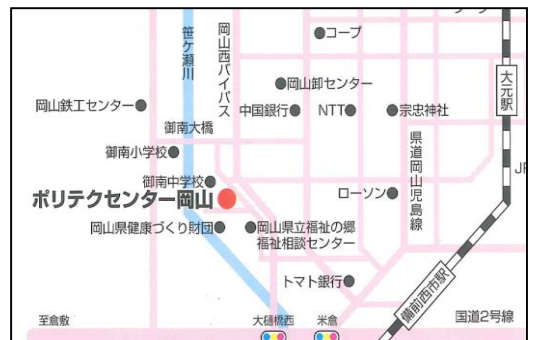 コープ
笹ケ瀬川
岡山西バイパス
岡山卸センター
大元駅
岡山鉄工センター
中国銀行
NTT
宗忠神社
御南大橋
御南小学校
県道岡山児島線
御南中学校
ポリテクセンター岡山
ローソン
岡山県健康づくり財団
岡山県立福祉の郷
福祉相談センター
トマト銀行
備前西市駅
至倉敷
大樋橋西
米倉
国道2号線